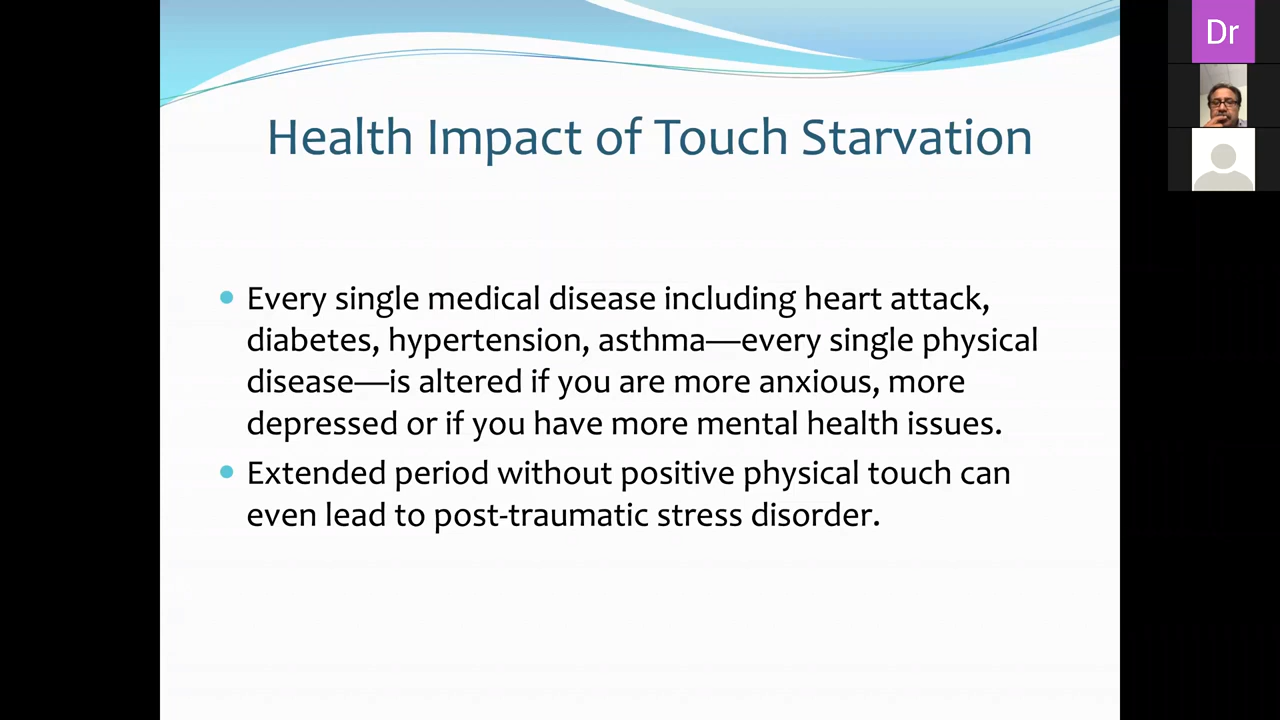 Health Impact of Touch Starvation
Every single medical disease including heart attack,
diabetes, hypertension, asthma—every single physical
disease—is altered if you are more anxious, more
depressed or if you have more mental health issues.
Extended period without positive physical touch can
even lead to post-traumatic stress disorder.
Dr